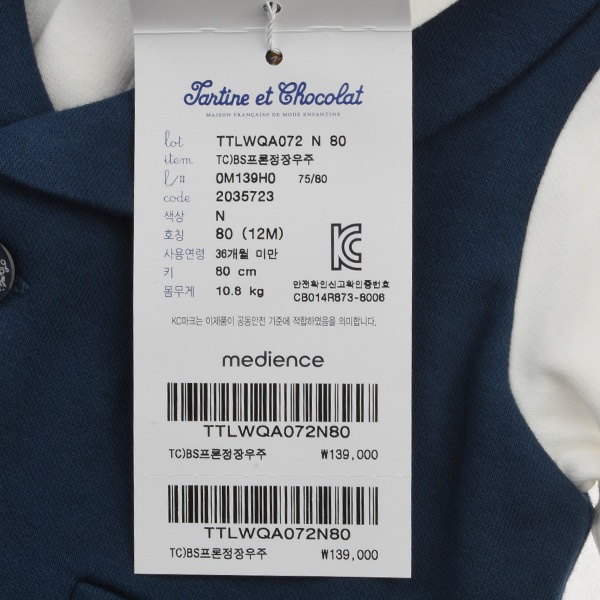 Tartine et Chocolat
MAISON FRANÇAISE DE MODE ENFANTINE
lot TTLWQA072 N 80
item TC)BS프론정장우주
l/# 0M139H0 75/80
code 2035723
색상 N
호칭 80 (12M)
사용연령 36개월 미만
키 80 cm
몸무게 10.8 kg
안전확인신고확인증번호
CB014R873-8006
KC마크는 이제품이 공동안전 기준에 적합하였음을 의미합니다.
medience
TTLWQA072N80
TC)BS프론정장우주 ₩139,000
TTLWQA072N80
TC)BS프론정장우주 ₩139,000